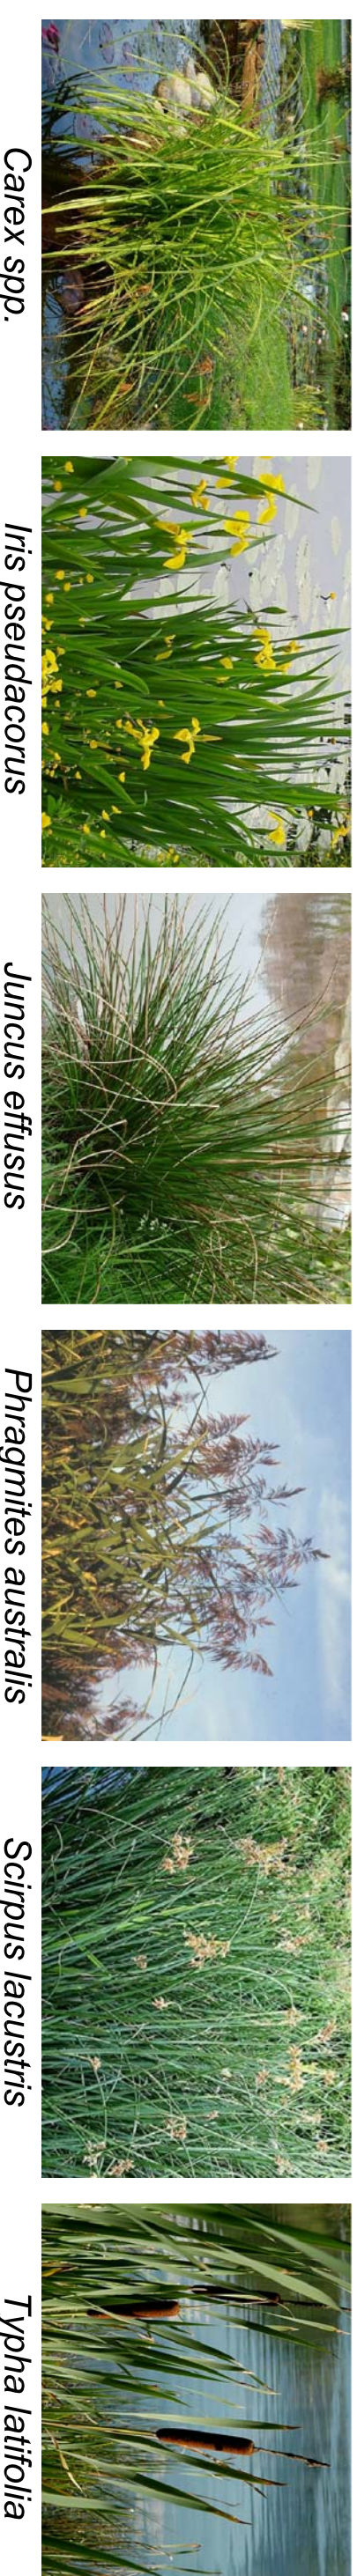 Carex spp.
Iris pseudacorus
Juncus effusus
Phragmites australis
Scirpus lacustris
Typha latifolia